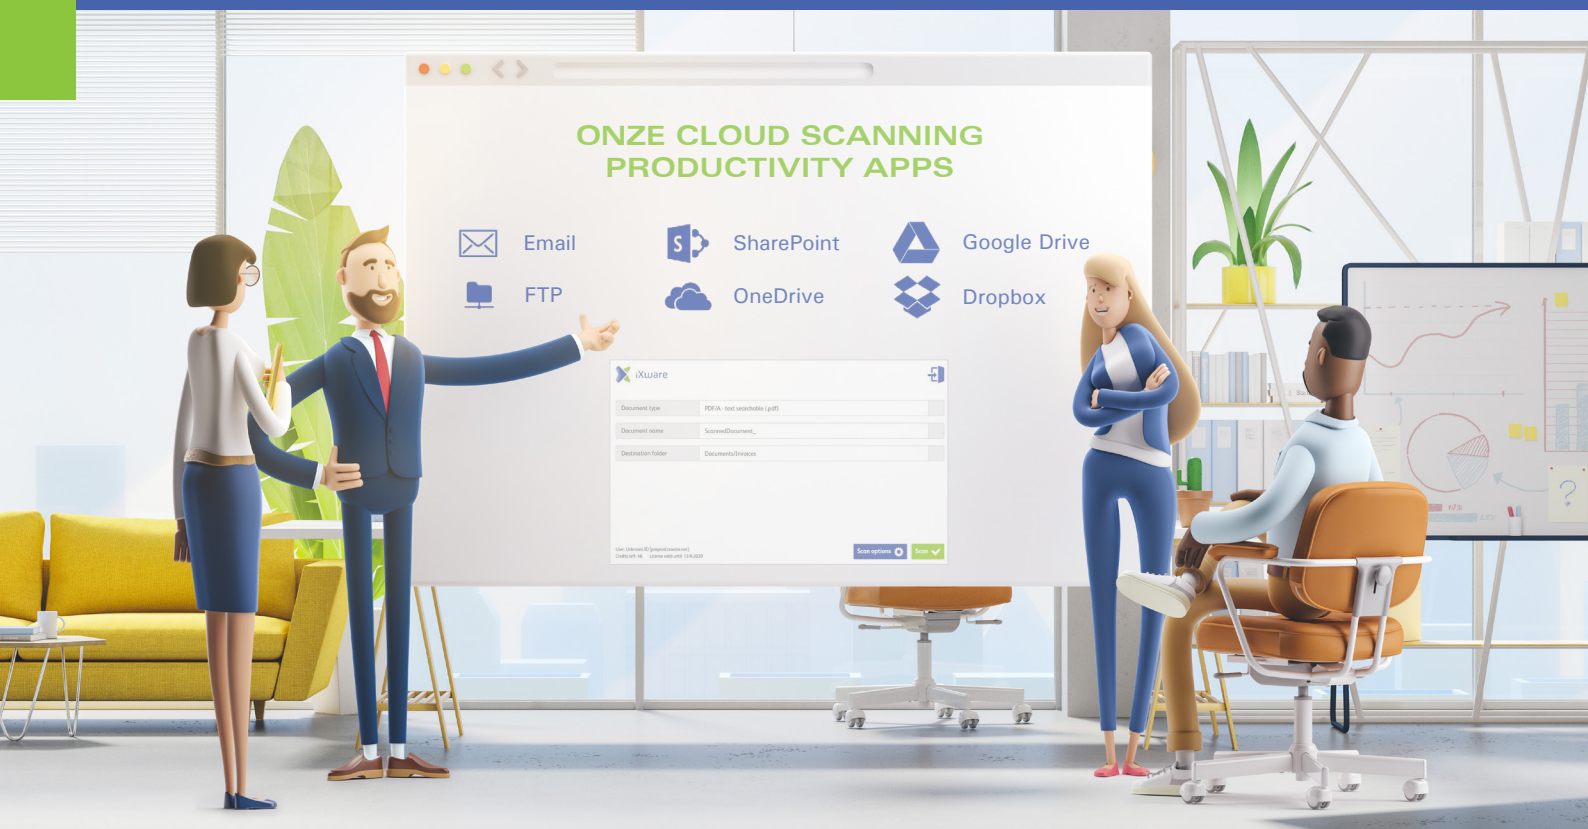 ONZE CLOUD SCANNING
PRODUCTIVITY APPS
Email
SharePoint
Google Drive
FTP
OneDrive
Dropbox
iXware
Document type
PDF/A - text searchable (.pdf)
Document name
ScannedDocument_
Destination folder
Documents/Invoices
Scan options
Scan
?